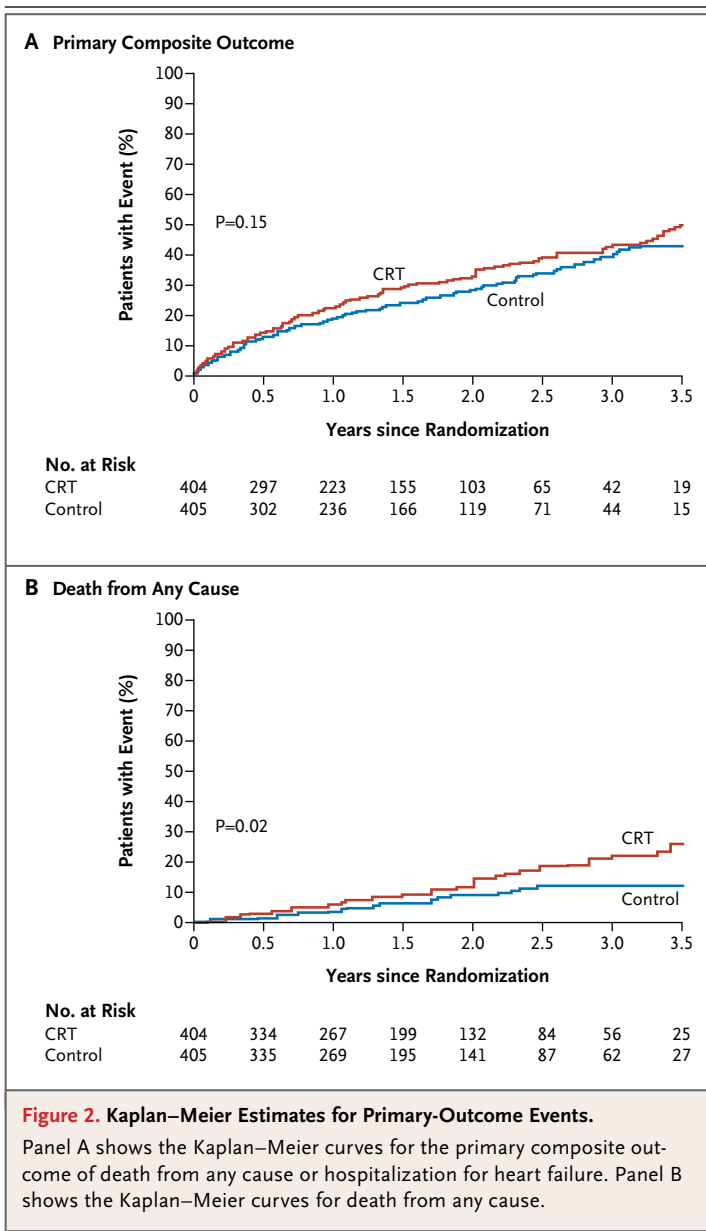 A Primary Composite Outcome
Patients with Event (%)
100
90
80
70
60
50
40
30
20
10
0
P=0.15
CRT
Control
0 0.5 1.0 1.5 2.0 2.5 3.0 3.5
Years since Randomization
No. at Risk
CRT 404 297 223 155 103 65 42 19
Control 405 302 236 166 119 71 44 15
B Death from Any Cause
Patients with Event (%)
100
90
80
70
60
50
40
30
20
10
0
P=0.02
CRT
Control
0 0.5 1.0 1.5 2.0 2.5 3.0 3.5
Years since Randomization
No. at Risk
CRT 404 334 267 199 132 84 56 25
Control 405 335 269 195 141 87 62 27
Figure 2. Kaplan–Meier Estimates for Primary-Outcome Events.
Panel A shows the Kaplan–Meier curves for the primary composite out-
come of death from any cause or hospitalization for heart failure. Panel B
shows the Kaplan–Meier curves for death from any cause.